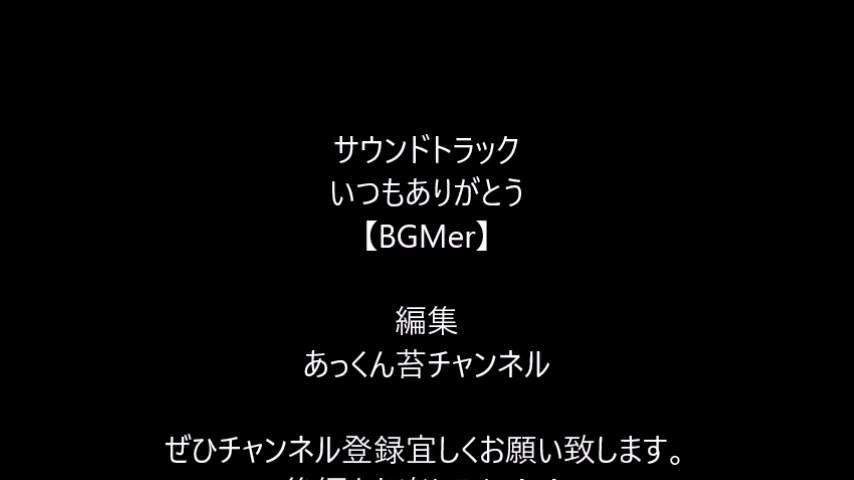 サウンドトラック
いつもありがとう
【BGMer】
編集
あっくん苔チャンネル
ぜひチャンネル登録宜しくお願い致します。